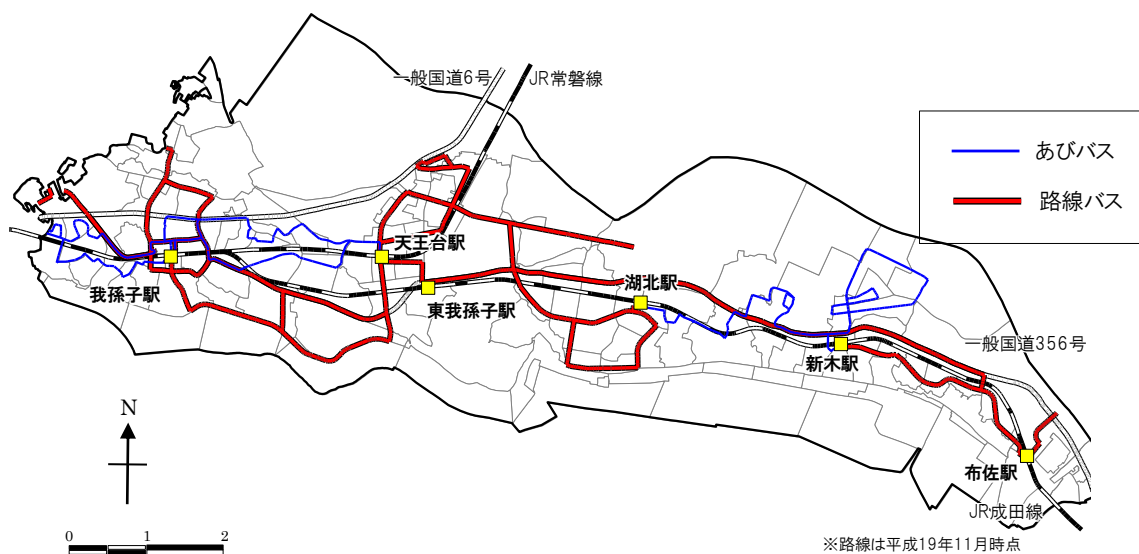 一般国道6号
JR常磐線
あびバス
路線バス
天王台駅
我孫子駅
東我孫子駅
湖北駅
新木駅
一般国道356号
布佐駅
JR成田線
N
0 1 2
※路線は平成19年11月時点